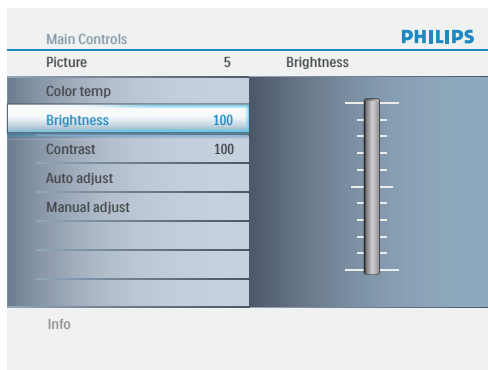 Main Controls
PHILIPS
Picture 5 Brightness
Color temp
Brightness 100
Contrast 100
Auto adjust
Manual adjust
Info